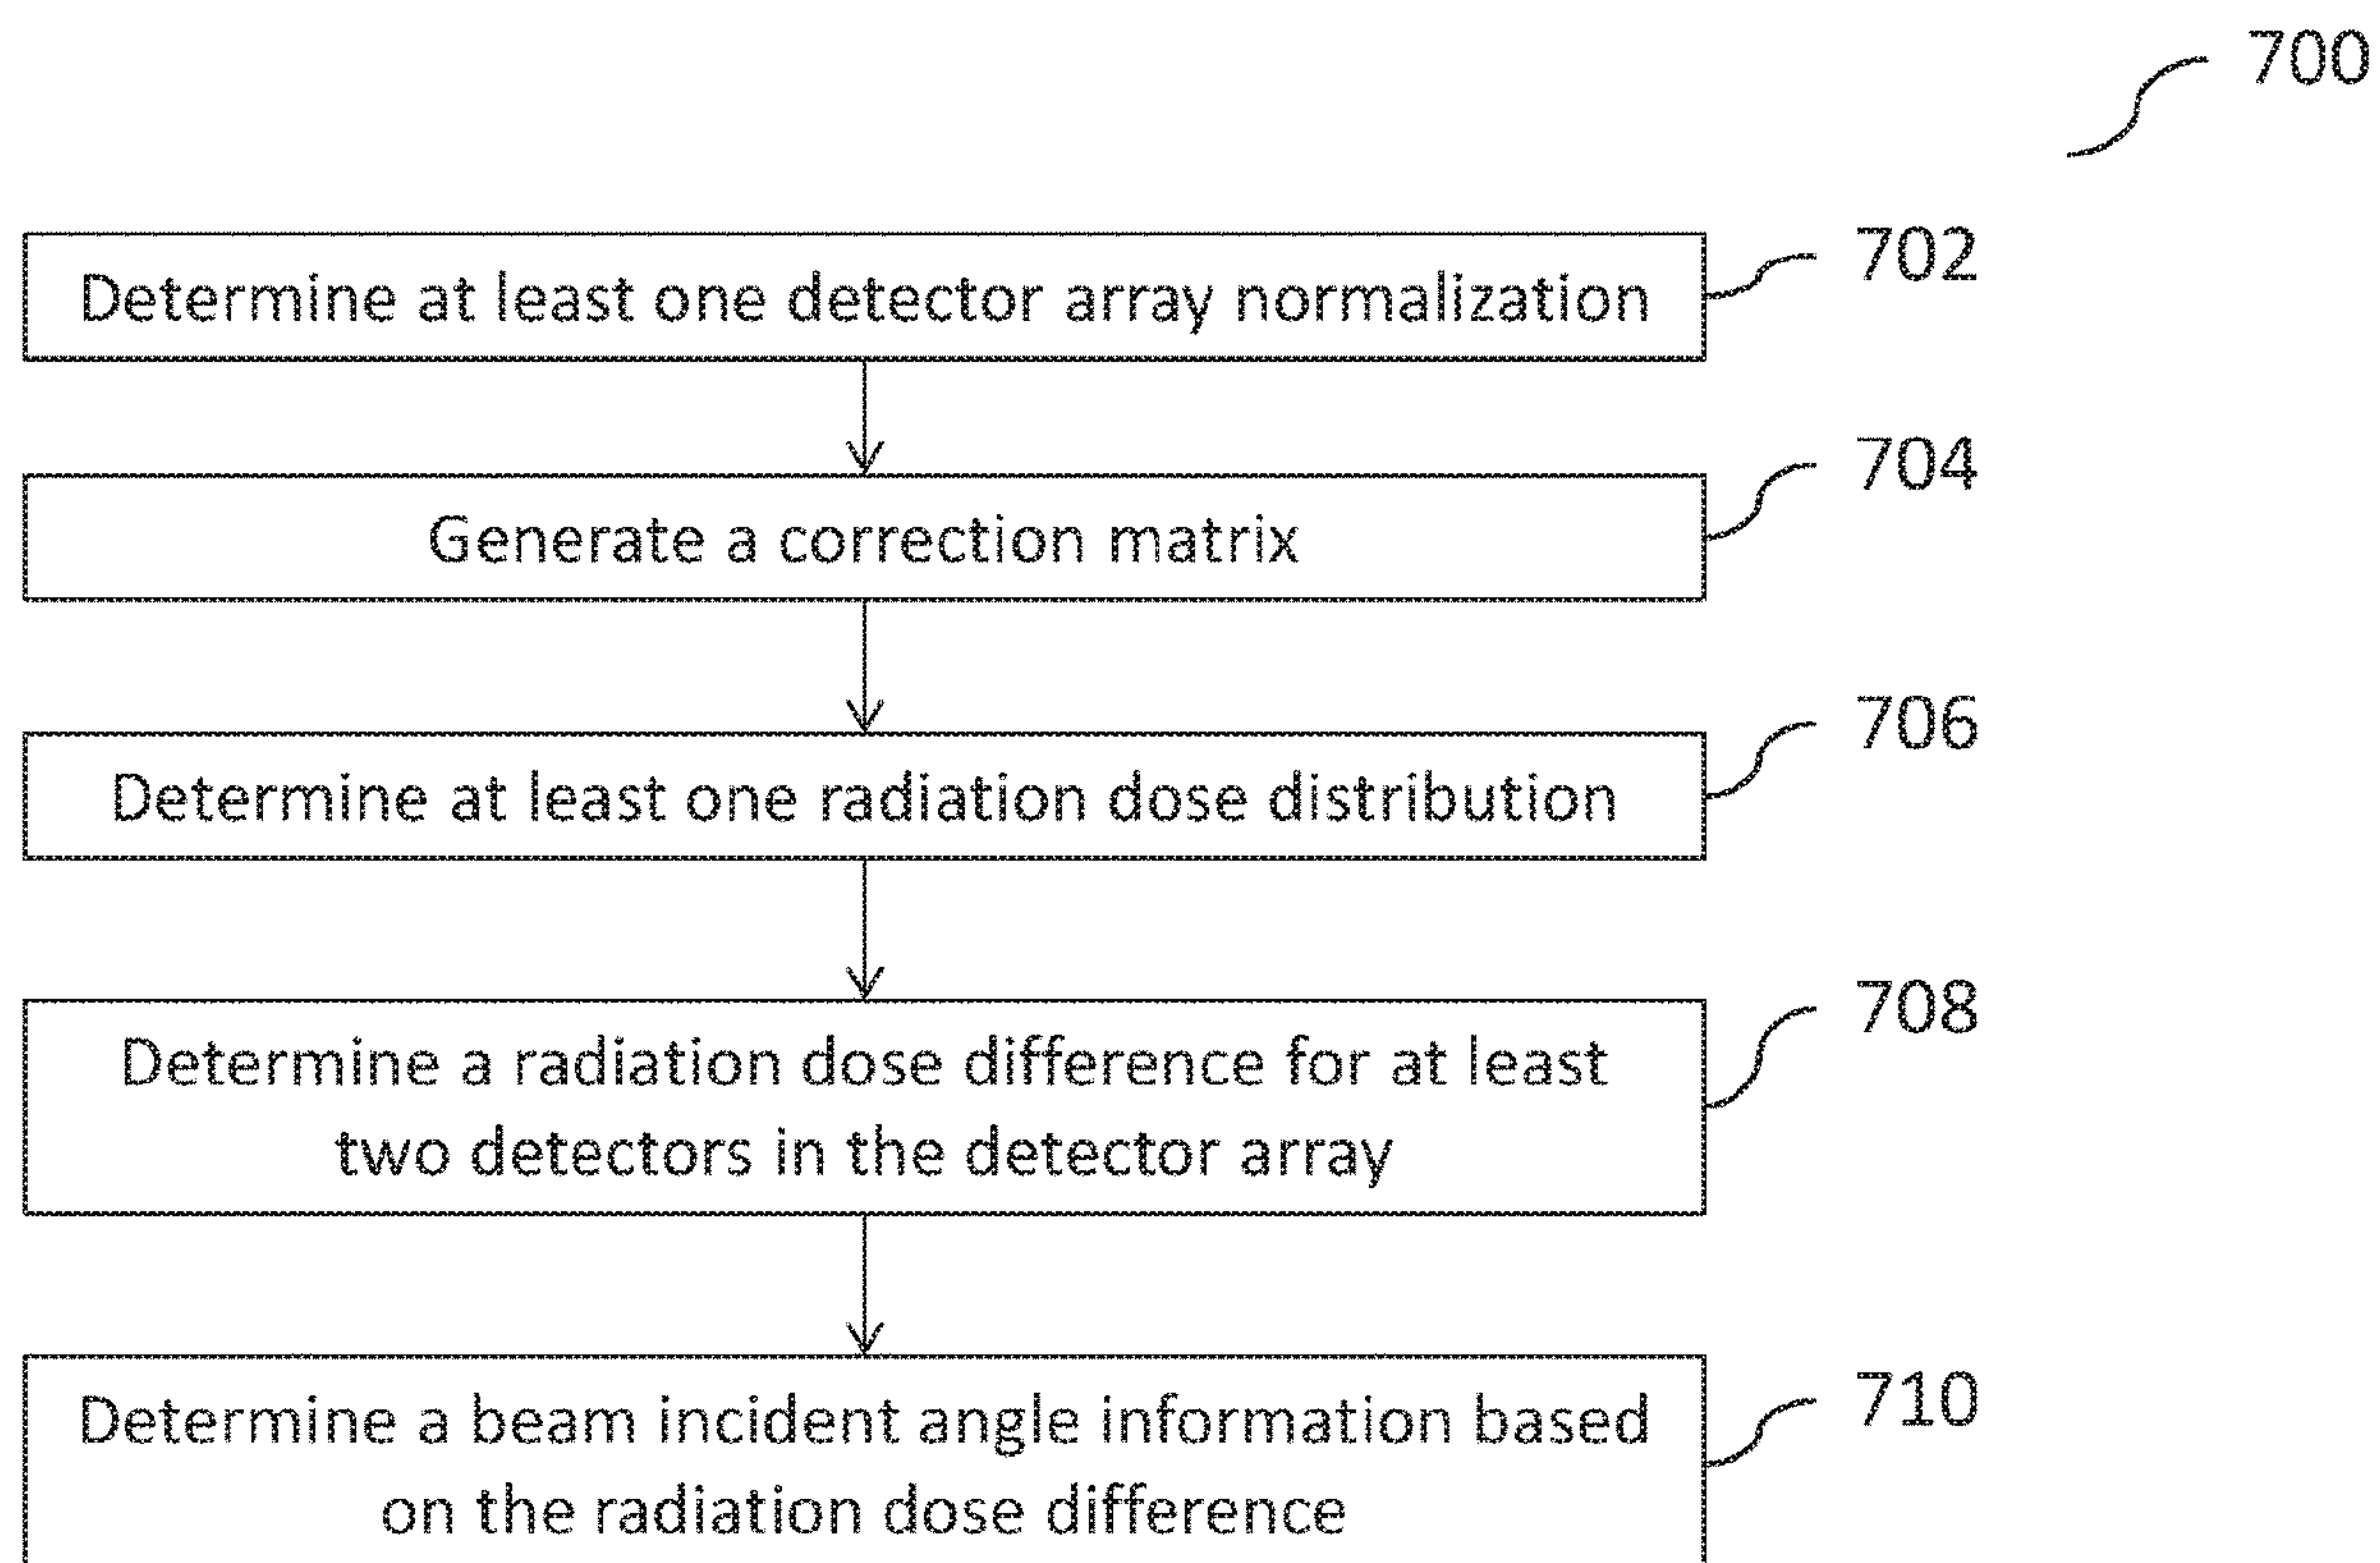 700
Determine at least one detector array normalization
702
Generate a correction matrix
704
Determine at least one radiation dose distribution
706
Determine a radiation dose difference for at least
two detectors in the detector array
708
Determine a beam incident angle information based
on the radiation dose difference
710